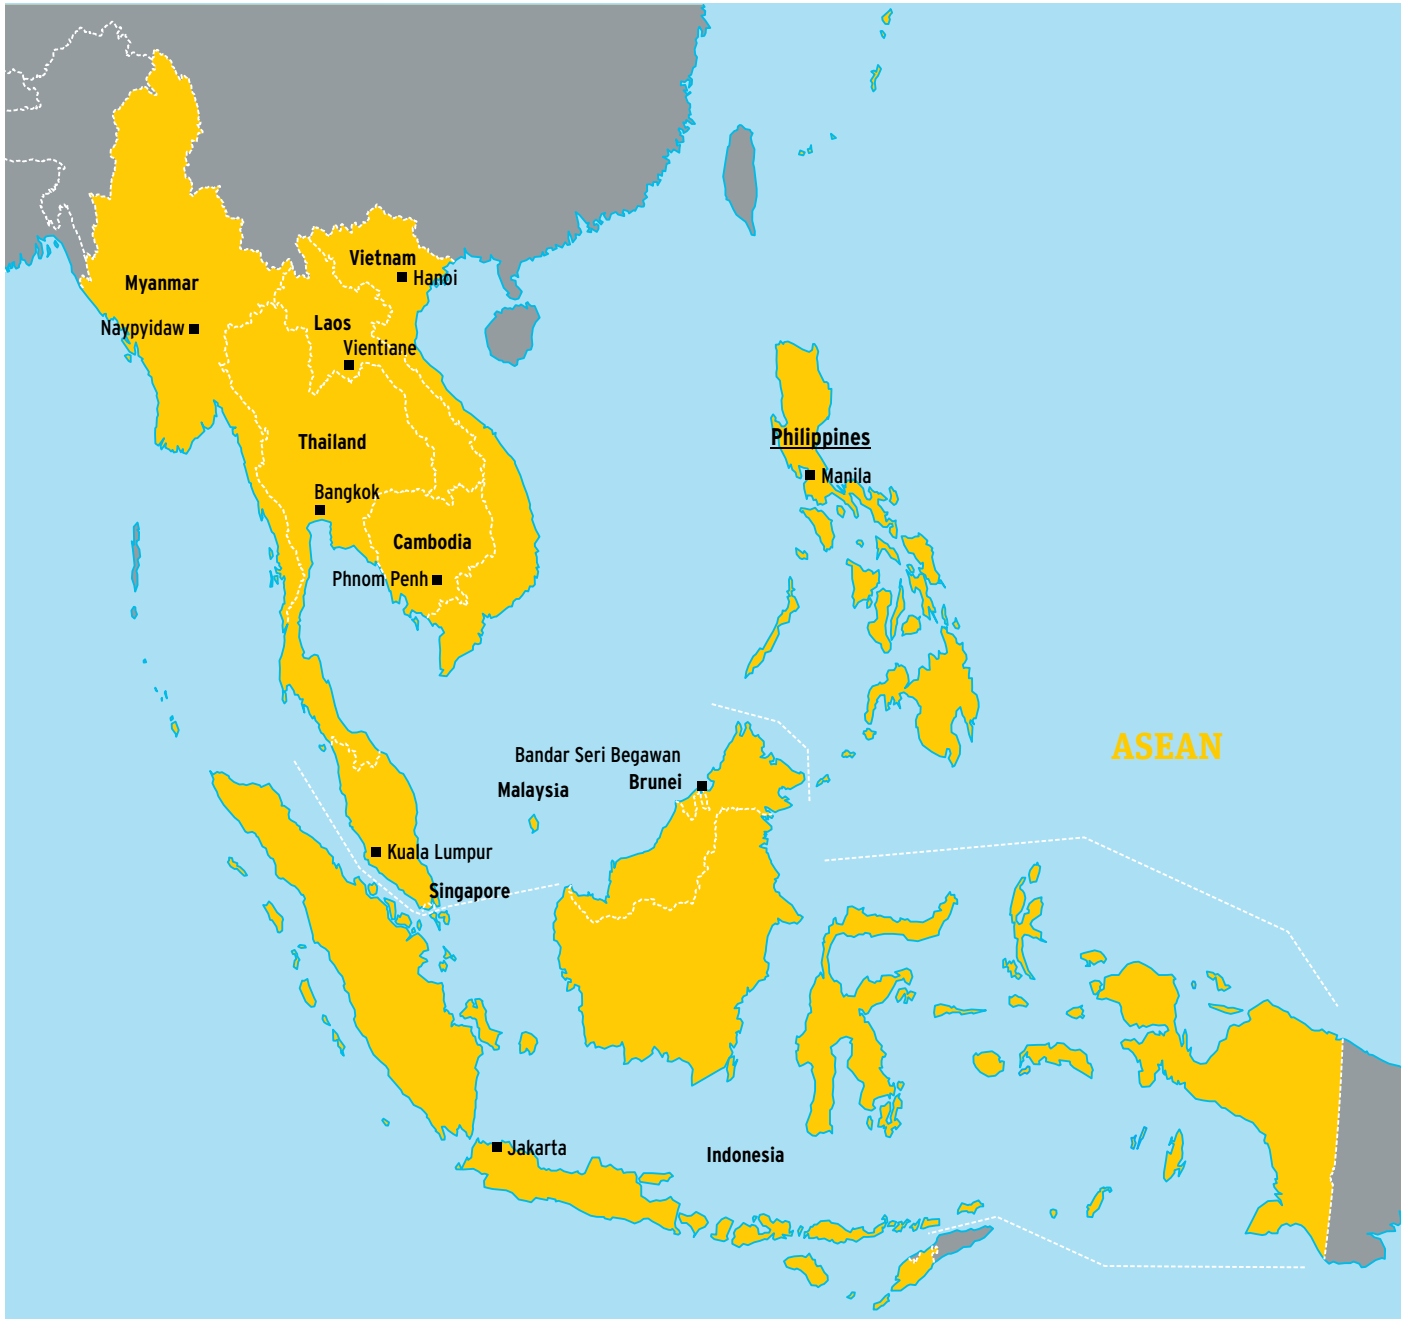 Vietnam
Hanoi
Myanmar
Naypyidaw
Laos
Vientiane
Thailand
Philippines
Manila
Bangkok
Cambodia
Phnom Penh
ASEAN
Bandar Seri Begawan
Brunei
Malaysia
Kuala Lumpur
Singapore
Jakarta
Indonesia